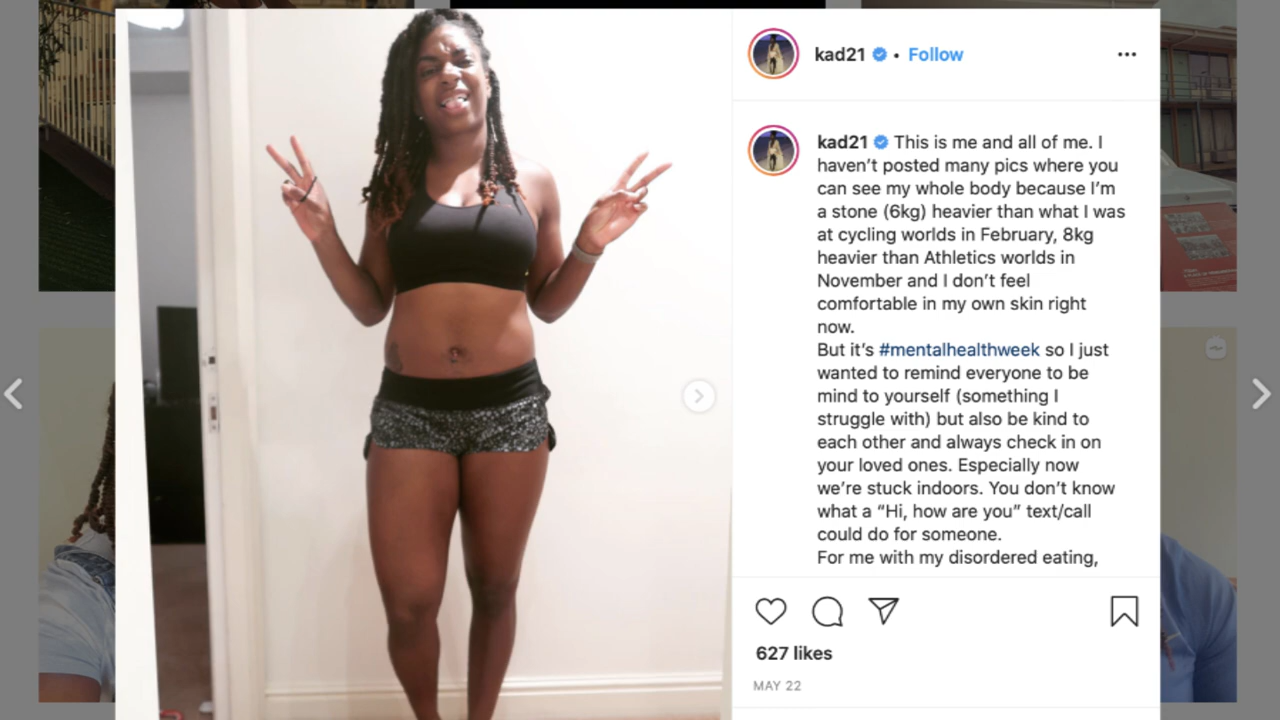 kad21 • Follow
kad21 This is me and all of me. I
haven't posted many pics where you
can see my whole body because I'm
a stone (6kg) heavier than what I was
at cycling worlds in February, 8kg
heavier than Athletics worlds in
November and I don't feel
comfortable in my own skin right
now.
But it's #mentalhealthweek so I just
wanted to remind everyone to be
mind to yourself (something I
struggle with) but also be kind to
each other and always check in on
your loved ones. Especially now
we're stuck indoors. You don't know
what a “Hi, how are you” text/call
could do for someone.
For me with my disordered eating,
627 likes
MAY 22